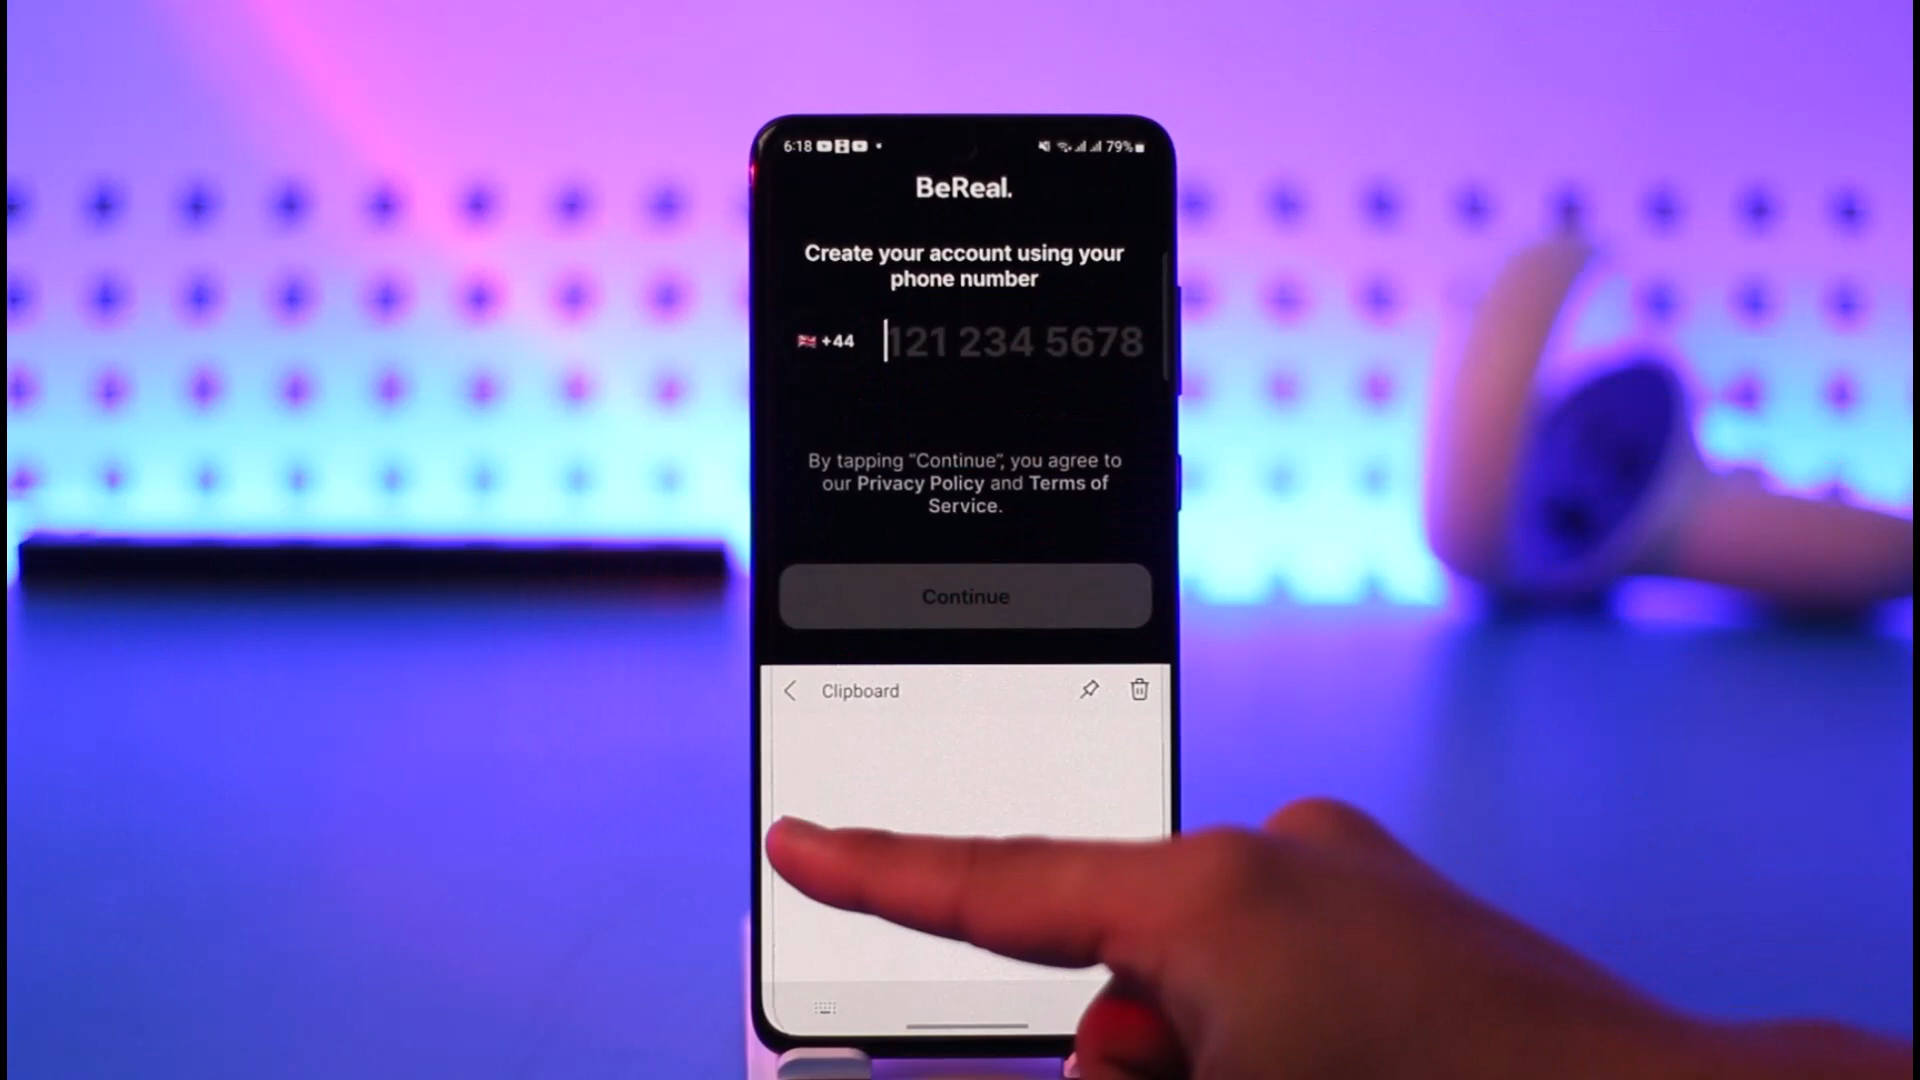 6:18
79%
BeReal.
Create your account using your
phone number
+44
121 234 5678
By tapping “Continue”, you agree to
our Privacy Policy and Terms of
Service.
Continue
Clipboard